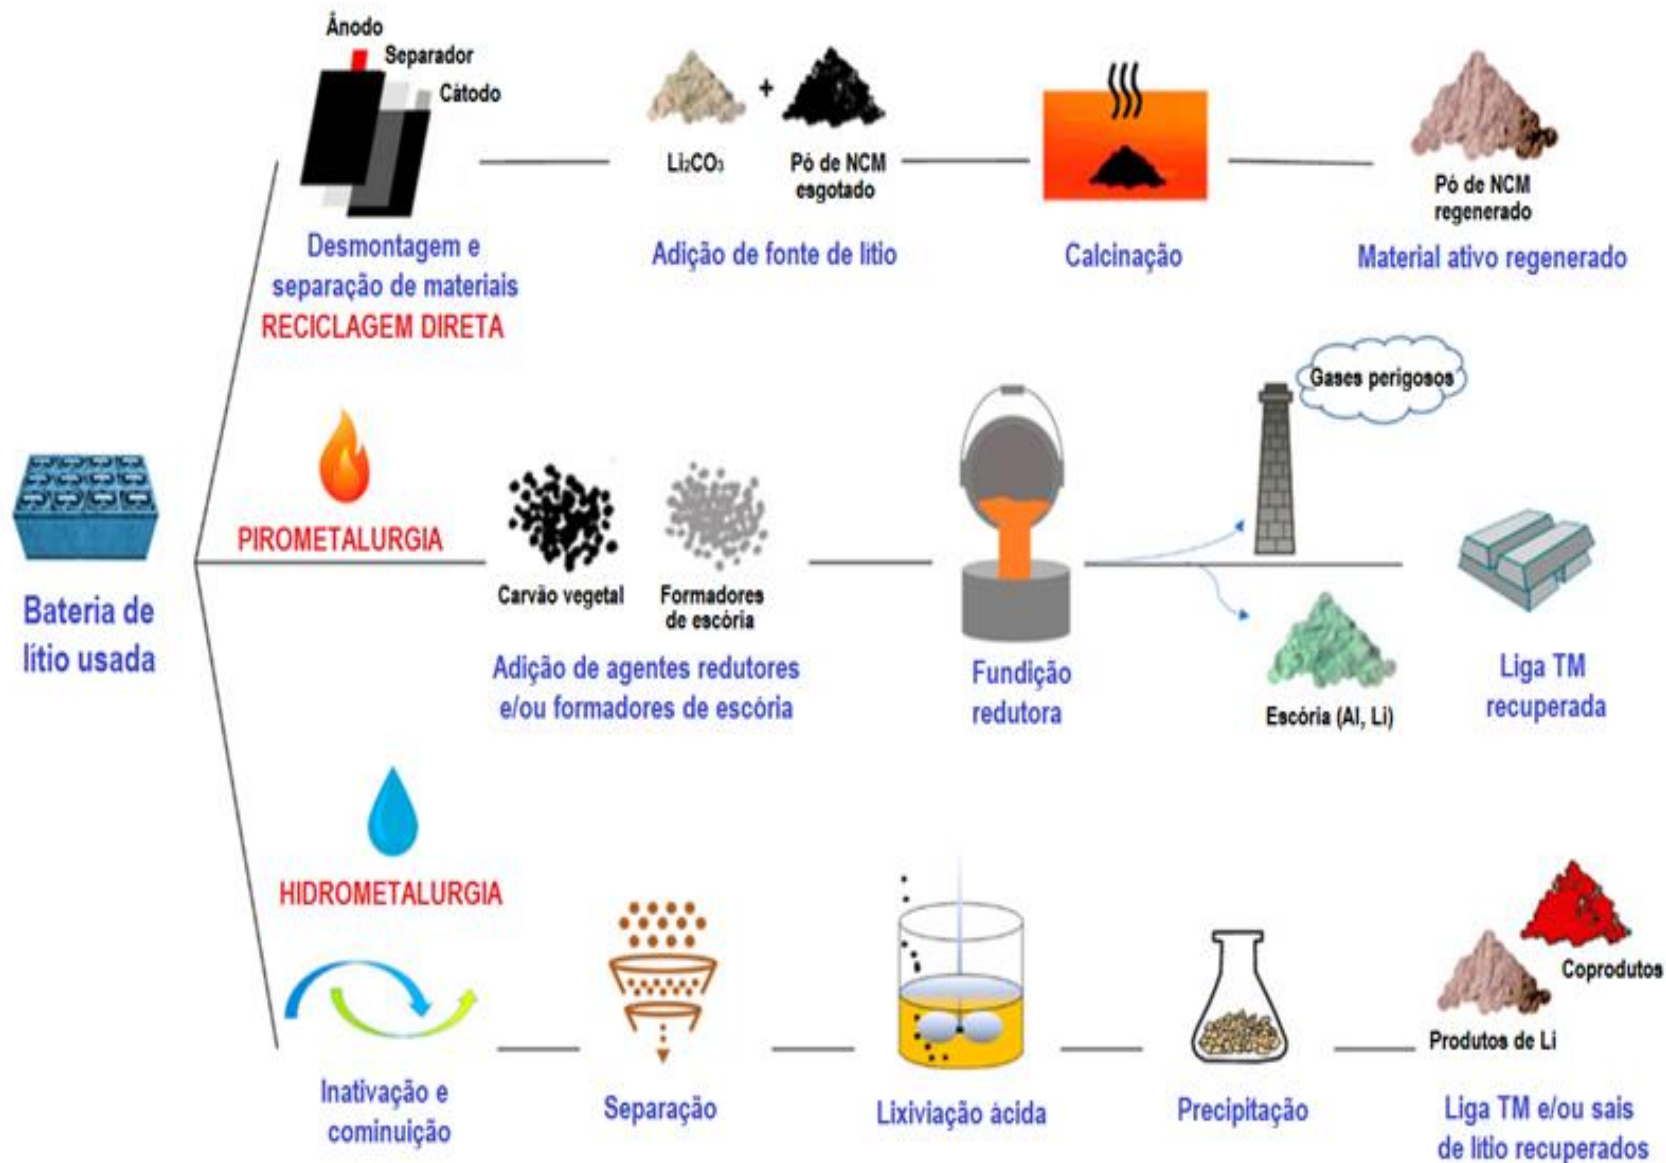 Ânodo
Separador
Cátodo
Desmontagem e
separação de materiais
RECICLAGEM DIRETA
Li₂CO₃
+
Pó de NCM
esgotado
Adição de fonte de lítio
Calcinação
Pó de NCM
regenerado
Material ativo regenerado
Bateria de
lítio usada
PIROMETALURGIA
Carvão vegetal
Formadores
de escória
Adição de agentes redutores
e/ou formadores de escória
Fundição
redutora
Gases perigosos
Escória (Al, Li)
Liga TM
recuperada
HIDROMETALURGIA
Inativação e
cominuição
Separação
Lixiviação ácida
Precipitação
Coprodutos
Produtos de Li
Liga TM e/ou sais
de lítio recuperados